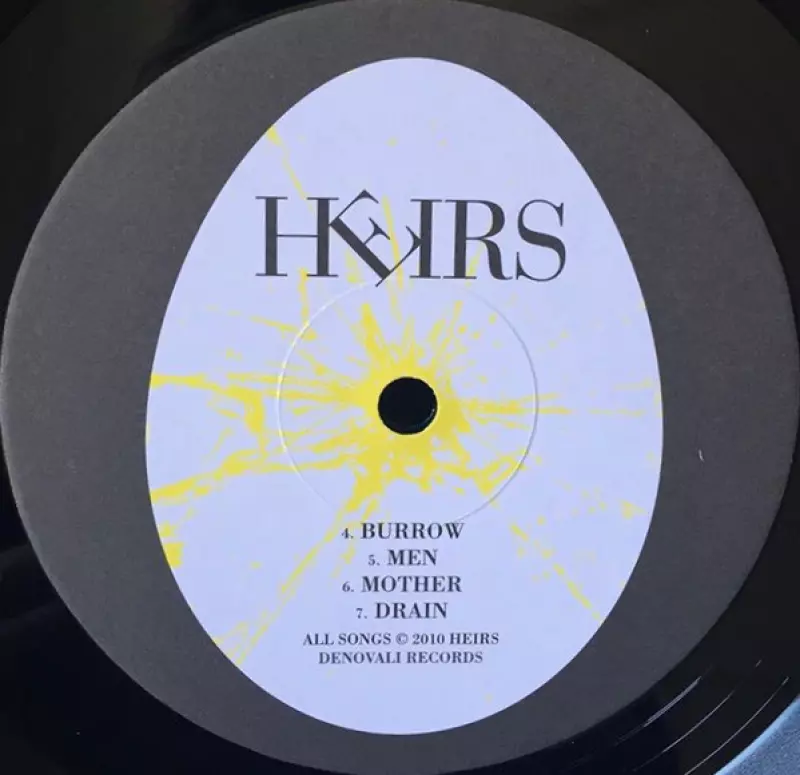 HEIRS
4. BURROW
5. MEN
6. MOTHER
7. DRAIN
ALL SONGS © 2010 HEIRS
DENOVALI RECORDS